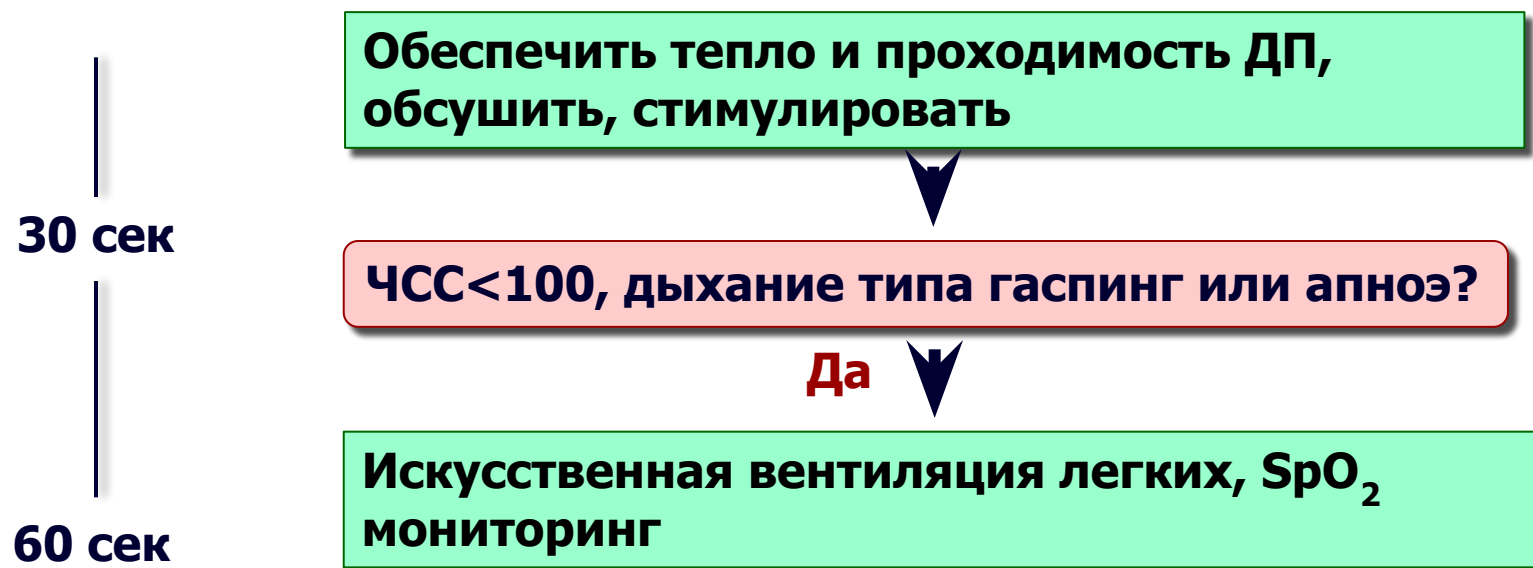 Обеспечить тепло и проходимость ДП,
обсушить, стимулировать
30 сек
ЧСС<100, дыхание типа гаспинг или апноэ?
Да
Искусственная вентиляция легких, SpO₂
мониторинг
60 сек